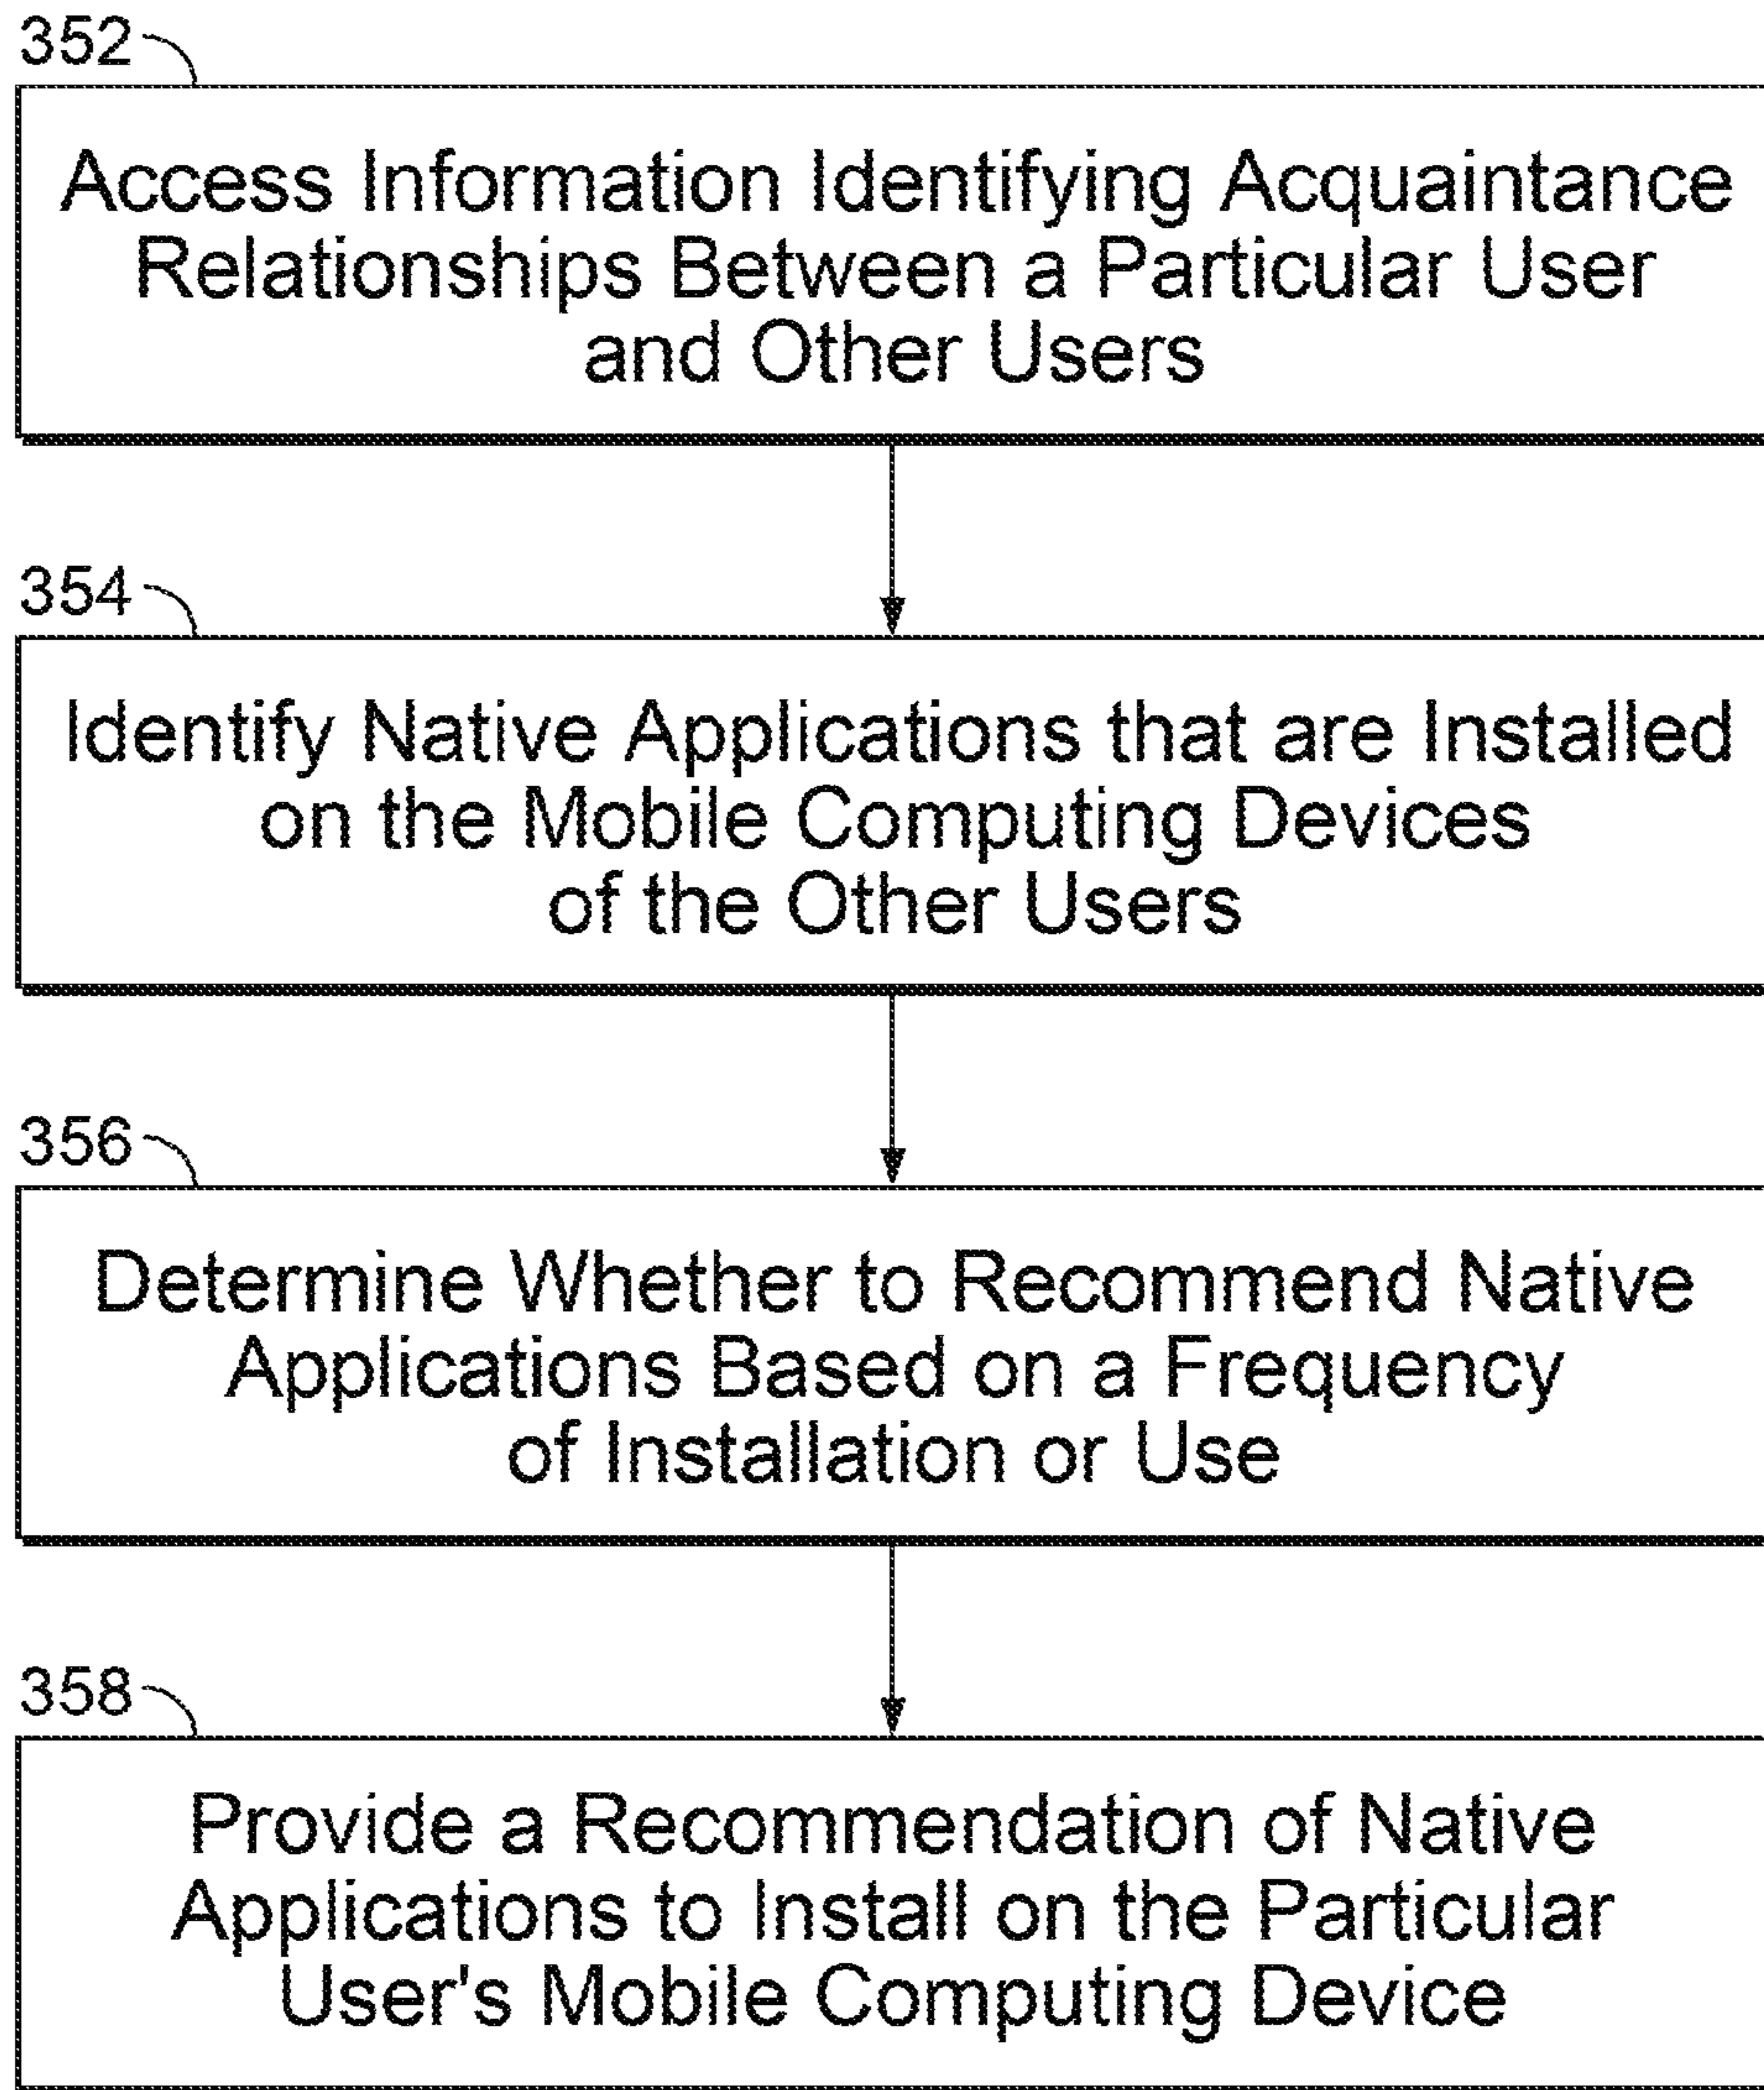 352
Access Information Identifying Acquaintance
Relationships Between a Particular User
and Other Users
354
Identify Native Applications that are Installed
on the Mobile Computing Devices
of the Other Users
356
Determine Whether to Recommend Native
Applications Based on a Frequency
of Installation or Use
358
Provide a Recommendation of Native
Applications to Install on the Particular
User's Mobile Computing Device